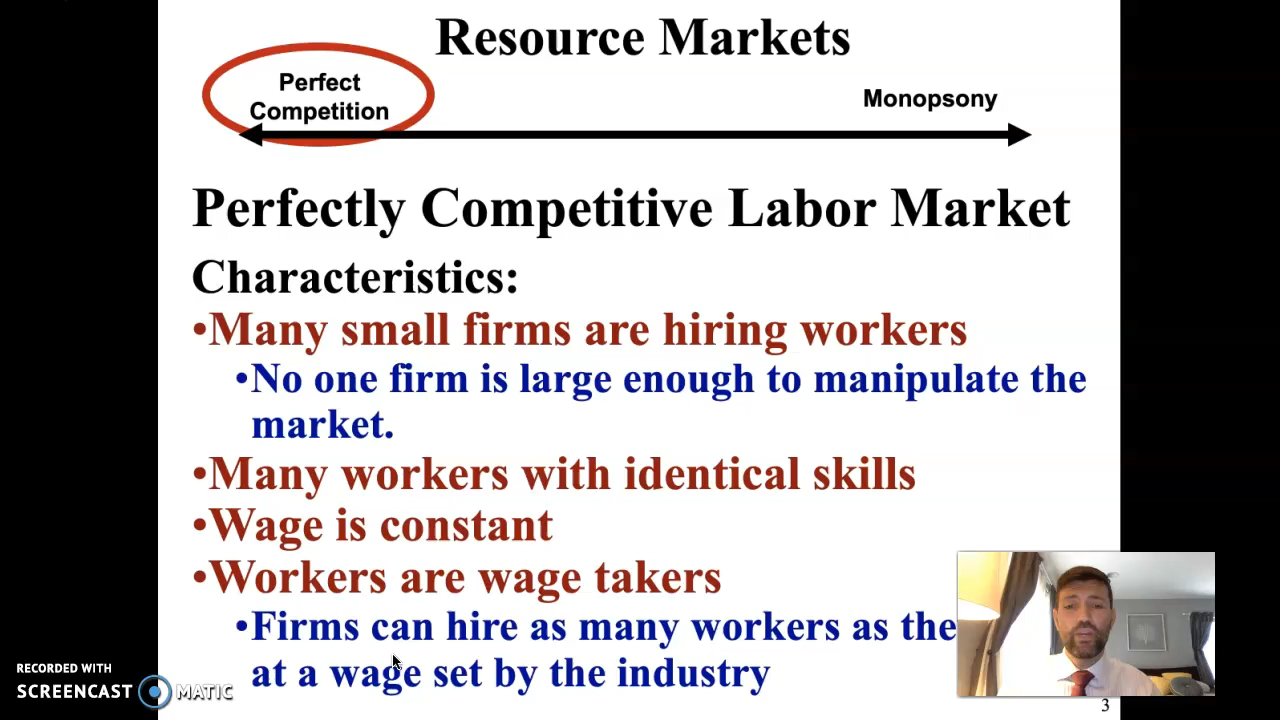 Resource Markets
Perfect
Competition
Monopsony
Perfectly Competitive Labor Market
Characteristics:
•Many small firms are hiring workers
•No one firm is large enough to manipulate the
market.
•Many workers with identical skills
•Wage is constant
•Workers are wage takers
•Firms can hire as many workers as the
at a wage set by the industry
RECORDED WITH
SCREENCAST MATIC
3